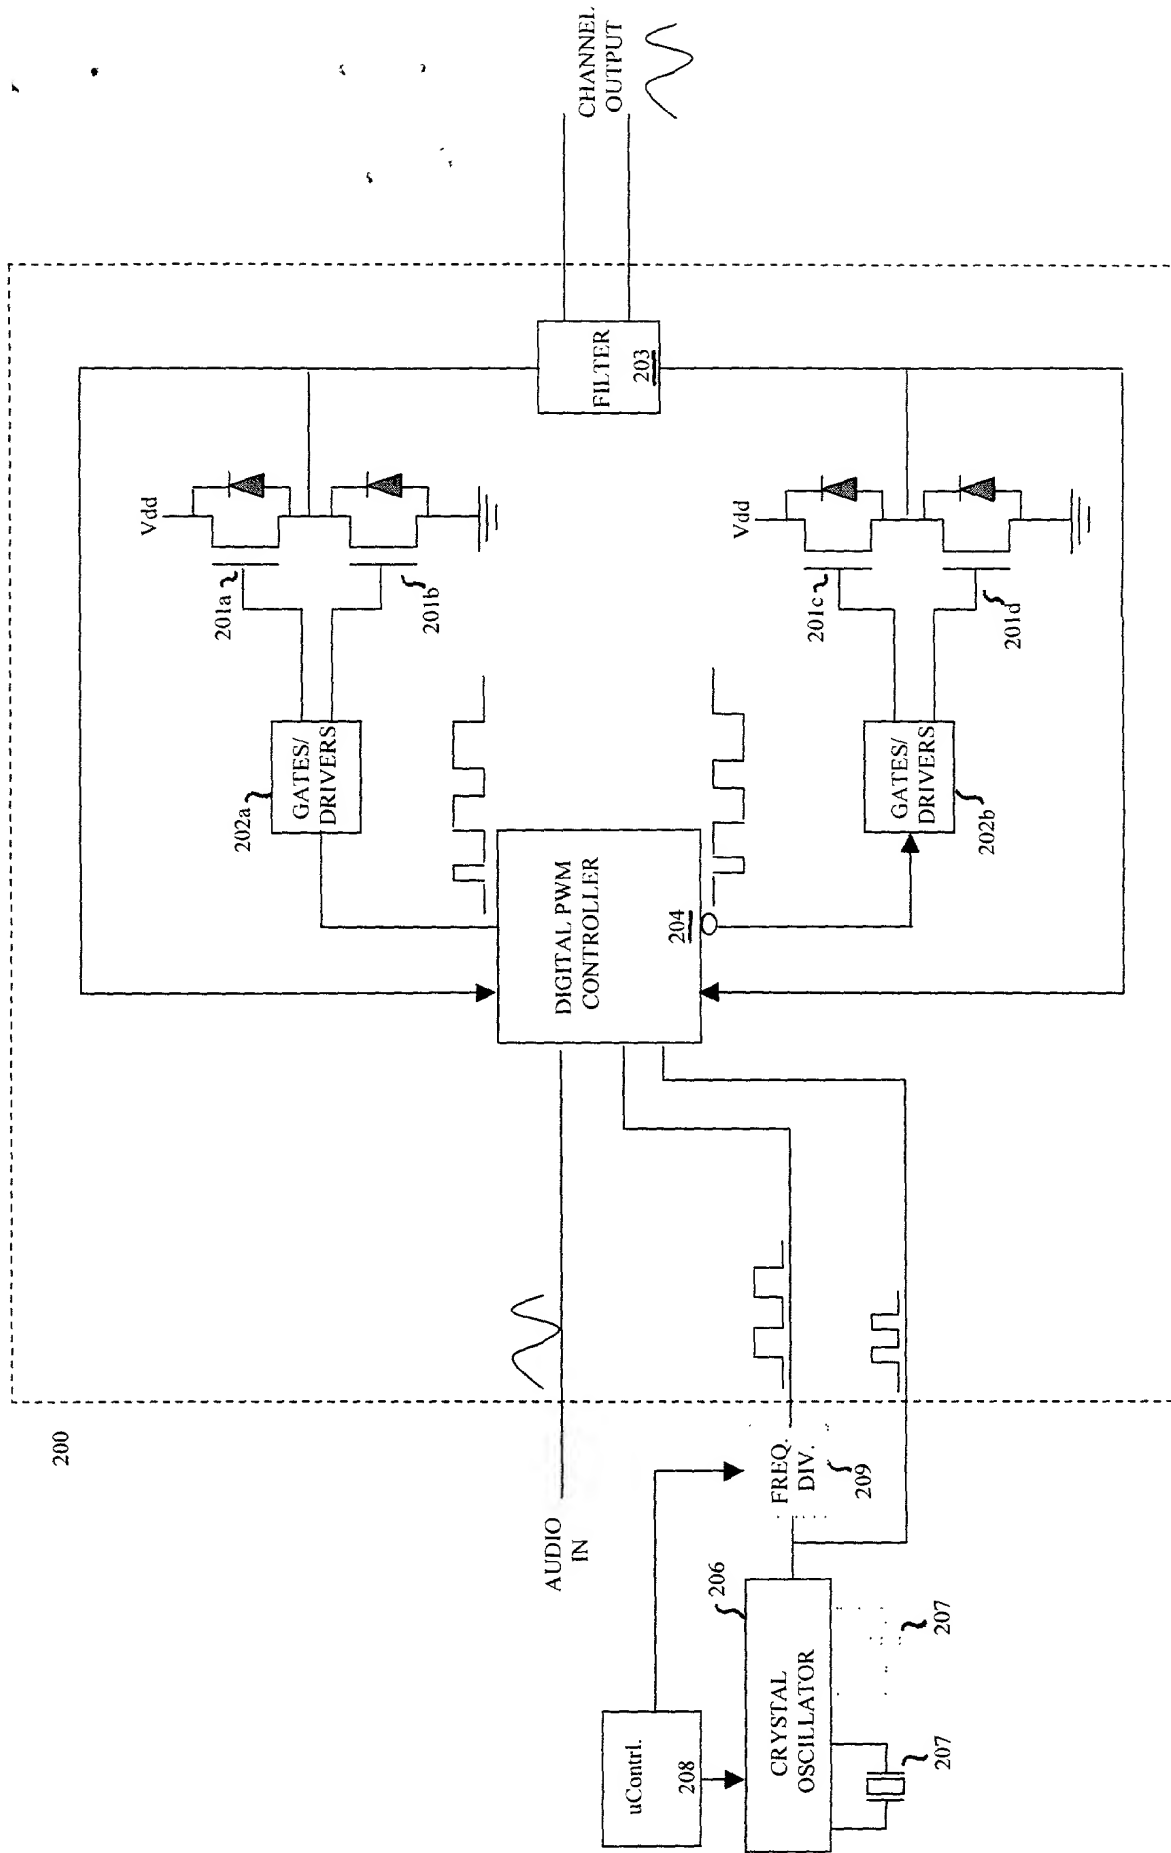 200
AUDIO
IN
uContrl.
208
CRYSTAL
OSCILLATOR
206
207
207
FREQ.
DIV.
209
DIGITAL PWM
CONTROLLER
204
202a
GATES/
DRIVERS
201a
201b
Vdd
GATES/
DRIVERS
202b
201c
201d
Vdd
FILTER
203
CHANNEL
OUTPUT